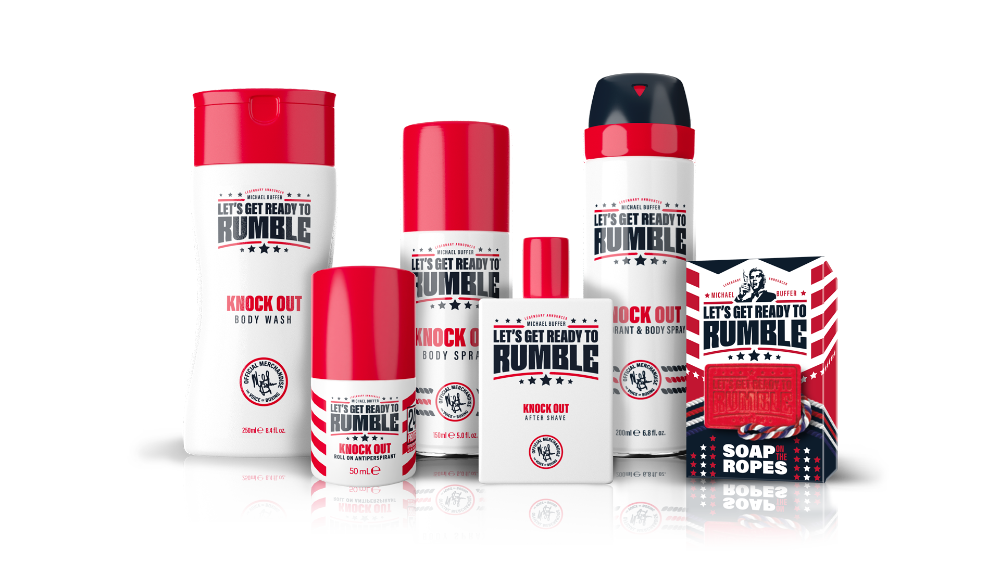 LEGENDARY ANNOUNCER
MICHAEL BUFFER
LET'S GET READY TO
RUMBLE
KNOCK OUT
BODY WASH
OFFICIAL MERCHANDISE
THE VOICE OF BOXING
250ml e 8.4 fl. oz.
LEGENDARY ANNOUNCER
MICHAEL BUFFER
LET'S GET READY TO
RUMBLE
KNOCK OUT
ROLL ON ANTIPERSPIRANT
50 mL e
24
LEGENDARY ANNOUNCER
MICHAEL BUFFER
LET'S GET READY TO®
RUMBLE
KNOCK O
BODY SPRA
OFFICIAL MERCHANDISE
THE VOICE OF BOXING
150ml e 5.0 fl. oz.
LEGENDARY ANNOUNCER
MICHAEL BUFFER
LET'S GET READY TO
RUMBLE
KNOCK OUT
AFTER SHAVE
OFFICIAL MERCHANDISE
THE VOICE OF BOXING
LEGENDARY ANNOUNCER
MICHAEL BUFFER
LET'S GET READY TO
RUMBLE
NOCK OUT
RANT & BODY SPRAY
OFFICIAL MERCHANDISE
THE VOICE OF BOXING
200ml e 6.8 fl. oz.
LEGENDARY ANNOUNCER
MICHAEL BUFFER
LET'S GET READY TO
RUMBLE
LET'S GET READY TO
RUMBLE
SOAP ON THE
ROPES